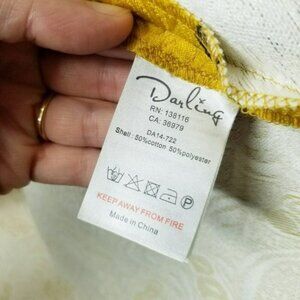 Darling
RN: 138116
CA: 36979
DA14-722
Shell: 50%cotton 50%polyester
KEEP AWAY FROM FIRE
Made in China